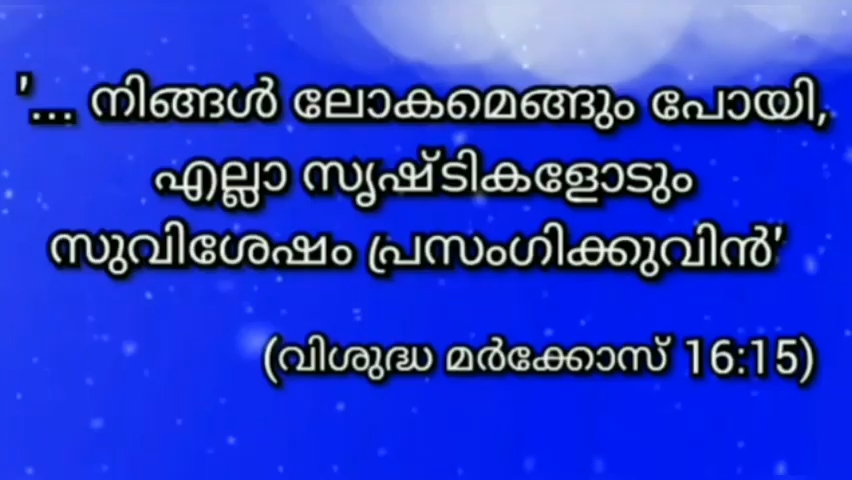 '... നിങ്ങൾ ലോകമെങ്ങും പോയി,
എല്ലാ സൃഷ്ടികളോടും
സുവിശേഷം പ്രസംഗിക്കുവിൻ'
(വിശുദ്ധ മർക്കോസ് 16:15)